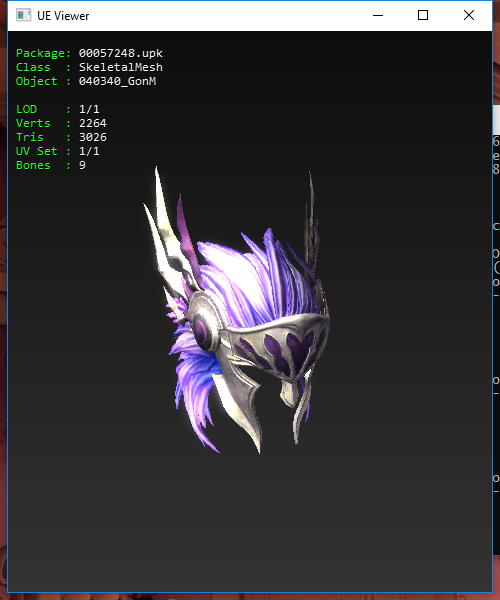 UE Viewer
Package: 00057248.upk
Class  : SkeletalMesh
Object : 040340_GonM
LOD    : 1/1
Verts  : 2264
Tris   : 3026
UV Set : 1/1
Bones  : 9